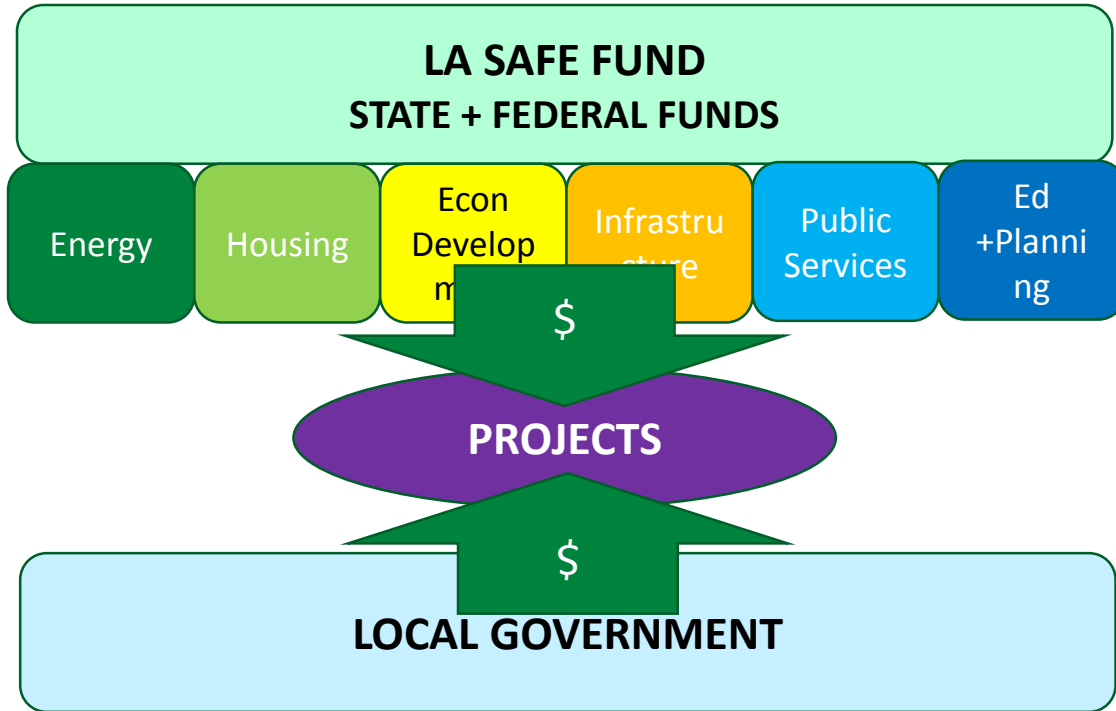 LA SAFE FUND
STATE + FEDERAL FUNDS
Energy
Housing
Econ
Develop
m
Infrastru
cture
Public
Services
Ed
+Planni
ng
$
PROJECTS
$
LOCAL GOVERNMENT